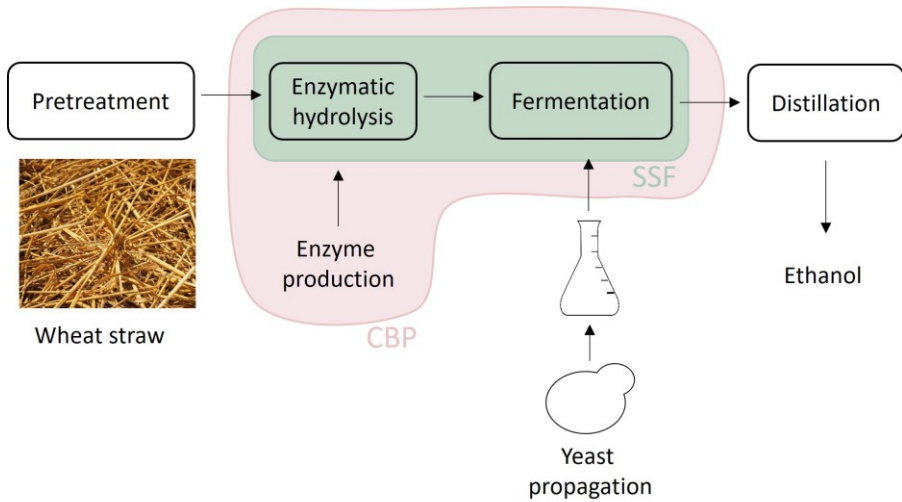 Pretreatment
Enzymatic
hydrolysis
Fermentation
Distillation
SSF
Enzyme
production
CBP
Ethanol
Wheat straw
Yeast
propagation